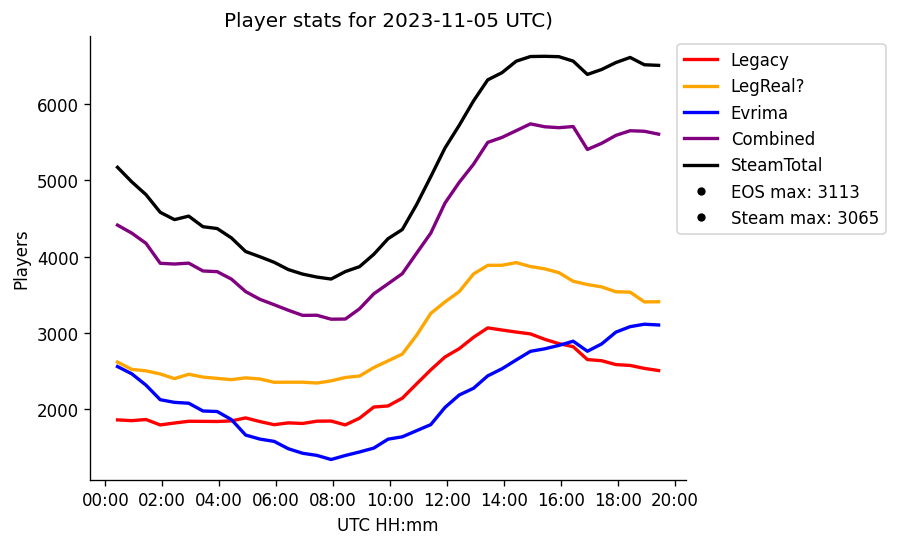 Player stats for 2023-11-05 UTC)
Legacy
LegReal?
Evrima
Combined
SteamTotal
EOS max: 3113
Steam max: 3065
Players
6000
5000
4000
3000
2000
00:00 02:00 04:00 06:00 08:00 10:00 12:00 14:00 16:00 18:00 20:00
UTC HH:mm